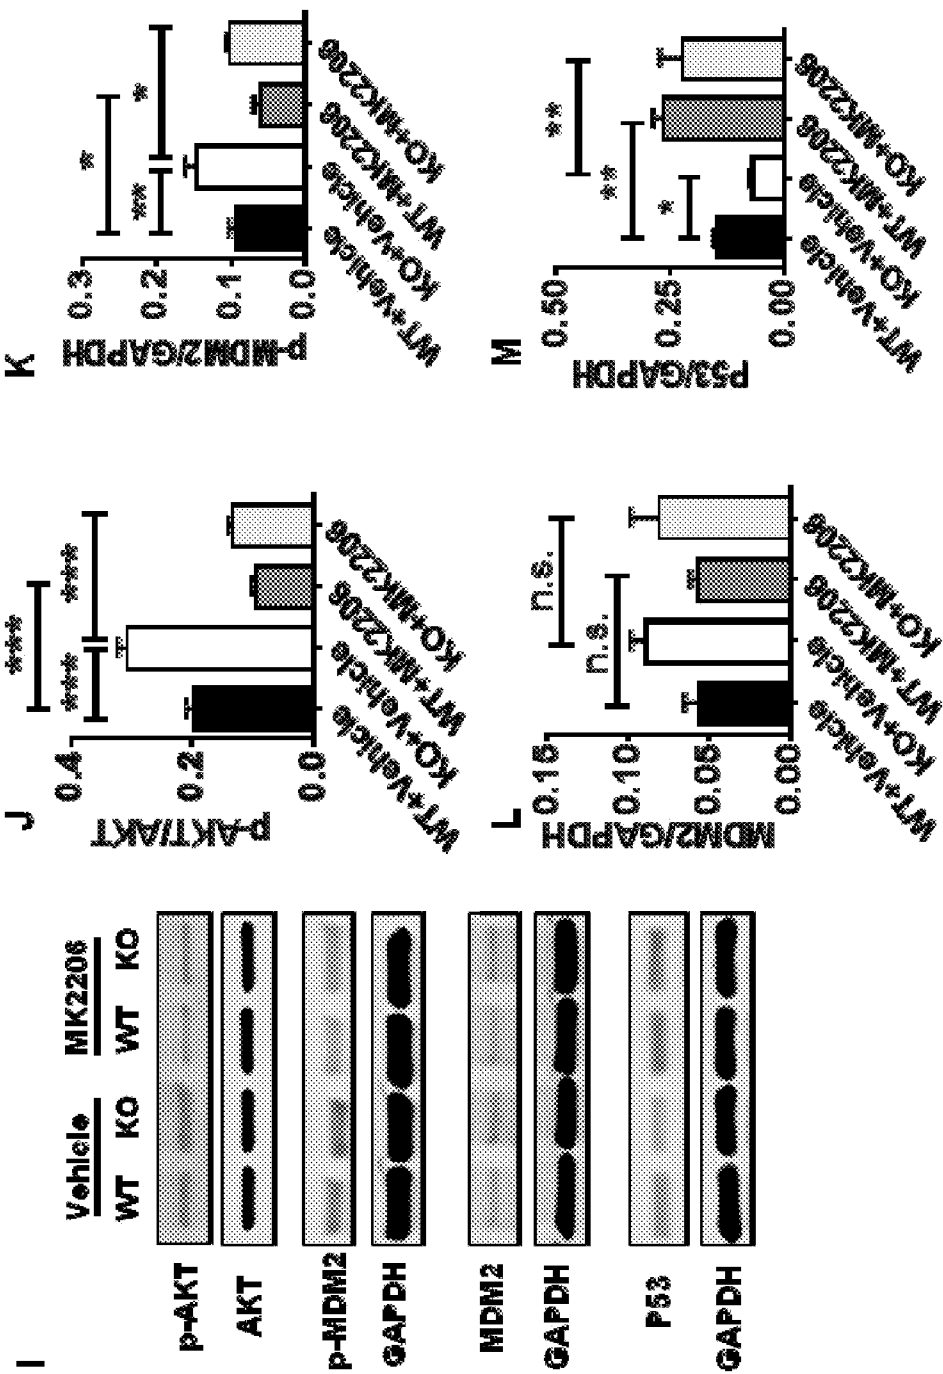 I
Vehicle MK2206
WT KO WT KO
p-AKT
AKT
p-MDM2
GAPDH
MDM2
GAPDH
P53
GAPDH
J
p-AKT/AKT
0.4
0.2
0.0
****
**** ****
WT+Vehicle
KO+Vehicle
WT+MK2206
KO+MK2206
K
p-MDM2/GAPDH
0.3
0.2
0.1
0.0
*
** *
WT+Vehicle
KO+Vehicle
WT+MK2206
KO+MK2206
L
MDM2/GAPDH
0.15
0.10
0.05
0.00
n.s.
n.s.
WT+Vehicle
KO+Vehicle
WT+MK2206
KO+MK2206
M
P53/GAPDH
0.50
0.25
0.00
**
**
*
WT+Vehicle
KO+Vehicle
WT+MK2206
KO+MK2206